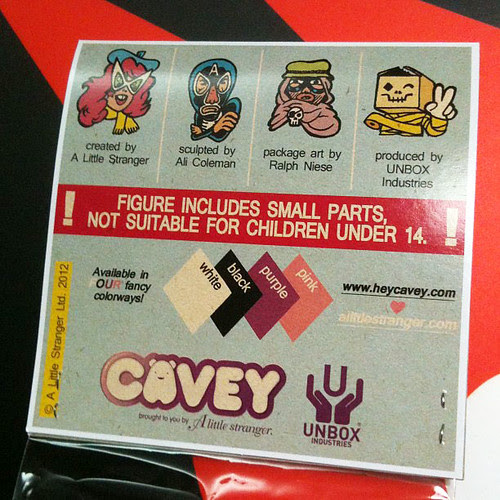 created by
A Little Stranger
sculpted by
Ali Coleman
package art by
Ralph Niese
produced by
UNBOX
Industries
! FIGURE INCLUDES SMALL PARTS, !
NOT SUITABLE FOR CHILDREN UNDER 14.
Available in
"OUR" fancy
colorways!
white
black
purple
pink
www.heycavey.com
alittlestranger.com
© A Little Stranger Ltd. 2012
CAVEY
brought to you by A little stranger.
UNBOX
INDUSTRIES